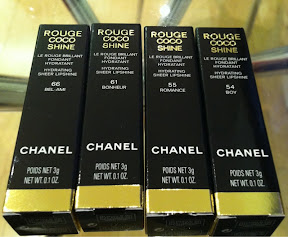 ROUGE
COCO
SHINE
LE ROUGE BRILLANT
FONDANT
HYDRATANT
HYDRATING
SHEER LIPSHINE
66
BEL-AMI
CHANEL
POIDS NET 3g
NET WT. 0.1 OZ.
ROUGE
COCO
SHINE
LE ROUGE BRILLANT
FONDANT
HYDRATANT
HYDRATING
SHEER LIPSHINE
61
BONHEUR
CHANEL
POIDS NET 3g
NET WT. 0.1 OZ.
ROUGE
COCO
SHINE
LE ROUGE BRILLANT
FONDANT
HYDRATANT
HYDRATING
SHEER LIPSHINE
55
ROMANCE
CHANEL
POIDS NET 3g
NET WT. 0.1 OZ.
ROUGE
COCO
SHINE
LE ROUGE BRILLANT
FONDANT
HYDRATANT
HYDRATING
SHEER LIPSHINE
54
BOY
CHANEL
POIDS NET 3g
NET WT. 0.1 OZ.